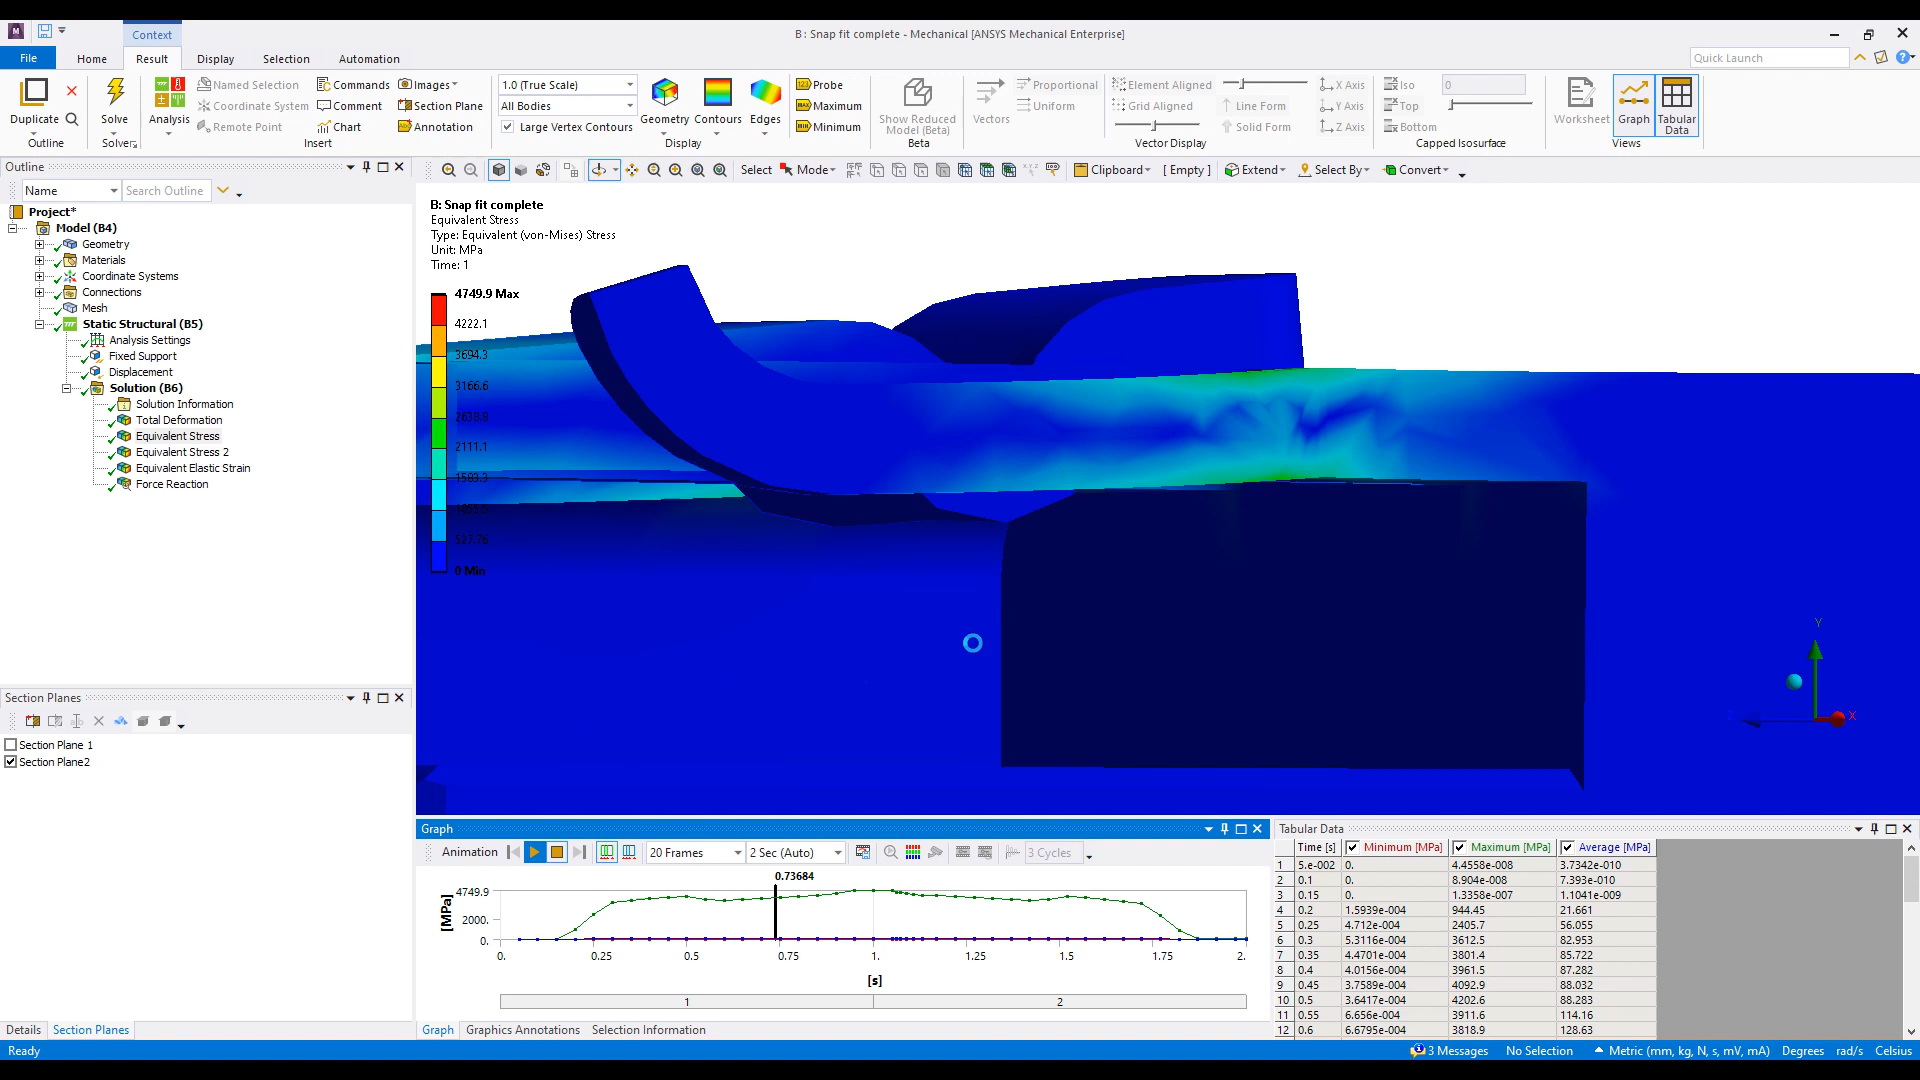 Context
B : Snap fit complete - Mechanical [ANSYS Mechanical Enterprise]
File
Home
Result
Display
Selection
Automation
Quick Launch
Duplicate
Outline
Solve
Solver
Analysis
Named Selection
Coordinate System
Remote Point
Commands
Comment
Chart
Images
Section Plane
Annotation
Insert
1.0 (True Scale)
All Bodies
Large Vertex Contours
Geometry
Contours
Edges
Display
Probe
Maximum
Minimum
Show Reduced
Model (Beta)
Beta
Vectors
Proportional
Uniform
Element Aligned
Grid Aligned
Line Form
Solid Form
X Axis
Y Axis
Z Axis
Vector Display
Iso
Top
Bottom
0
Capped Isosurface
Worksheet
Graph
Tabular
Data
Views
Outline
Name
Search Outline
Project*
Model (B4)
Geometry
Materials
Coordinate Systems
Connections
Mesh
Static Structural (B5)
Analysis Settings
Fixed Support
Displacement
Solution (B6)
Solution Information
Total Deformation
Equivalent Stress
Equivalent Stress 2
Equivalent Elastic Strain
Force Reaction
Section Planes
Section Plane 1
Section Plane2
Details
Section Planes
Select
Mode
Clipboard
[ Empty ]
Extend
Select By
Convert
B: Snap fit complete
Equivalent Stress
Type: Equivalent (von-Mises) Stress
Unit: MPa
Time: 1
4749.9 Max
4222.1
3694.3
3166.6
2638.8
2111.1
1583.3
1055.5
527.76
0 Min
Y
X
Graph
Animation
20 Frames
2 Sec (Auto)
3 Cycles
0.73684
[MPa]
4749.9
2000.
0.
0.
0.25
0.5
0.75
1.
1.25
1.5
1.75
2.
[s]
1
2
Graph
Graphics Annotations
Selection Information
Tabular Data
Time [s] Minimum [MPa] Maximum [MPa] Average [MPa]
1 5.e-002 0. 4.4558e-008 3.7342e-010
2 0.1 0. 8.904e-008 7.393e-010
3 0.15 0. 1.3358e-007 1.1041e-009
4 0.2 1.5939e-004 944.45 21.661
5 0.25 4.712e-004 2405.7 56.055
6 0.3 5.3116e-004 3612.5 82.953
7 0.35 4.4701e-004 3801.4 85.722
8 0.4 4.0156e-004 3961.5 87.282
9 0.45 3.7589e-004 4092.9 88.032
10 0.5 3.6417e-004 4202.6 88.283
11 0.55 6.656e-004 3911.6 114.16
12 0.6 6.6795e-004 3818.9 128.63
Ready
3 Messages
No Selection
Metric (mm, kg, N, s, mV, mA)
Degrees
rad/s
Celsius